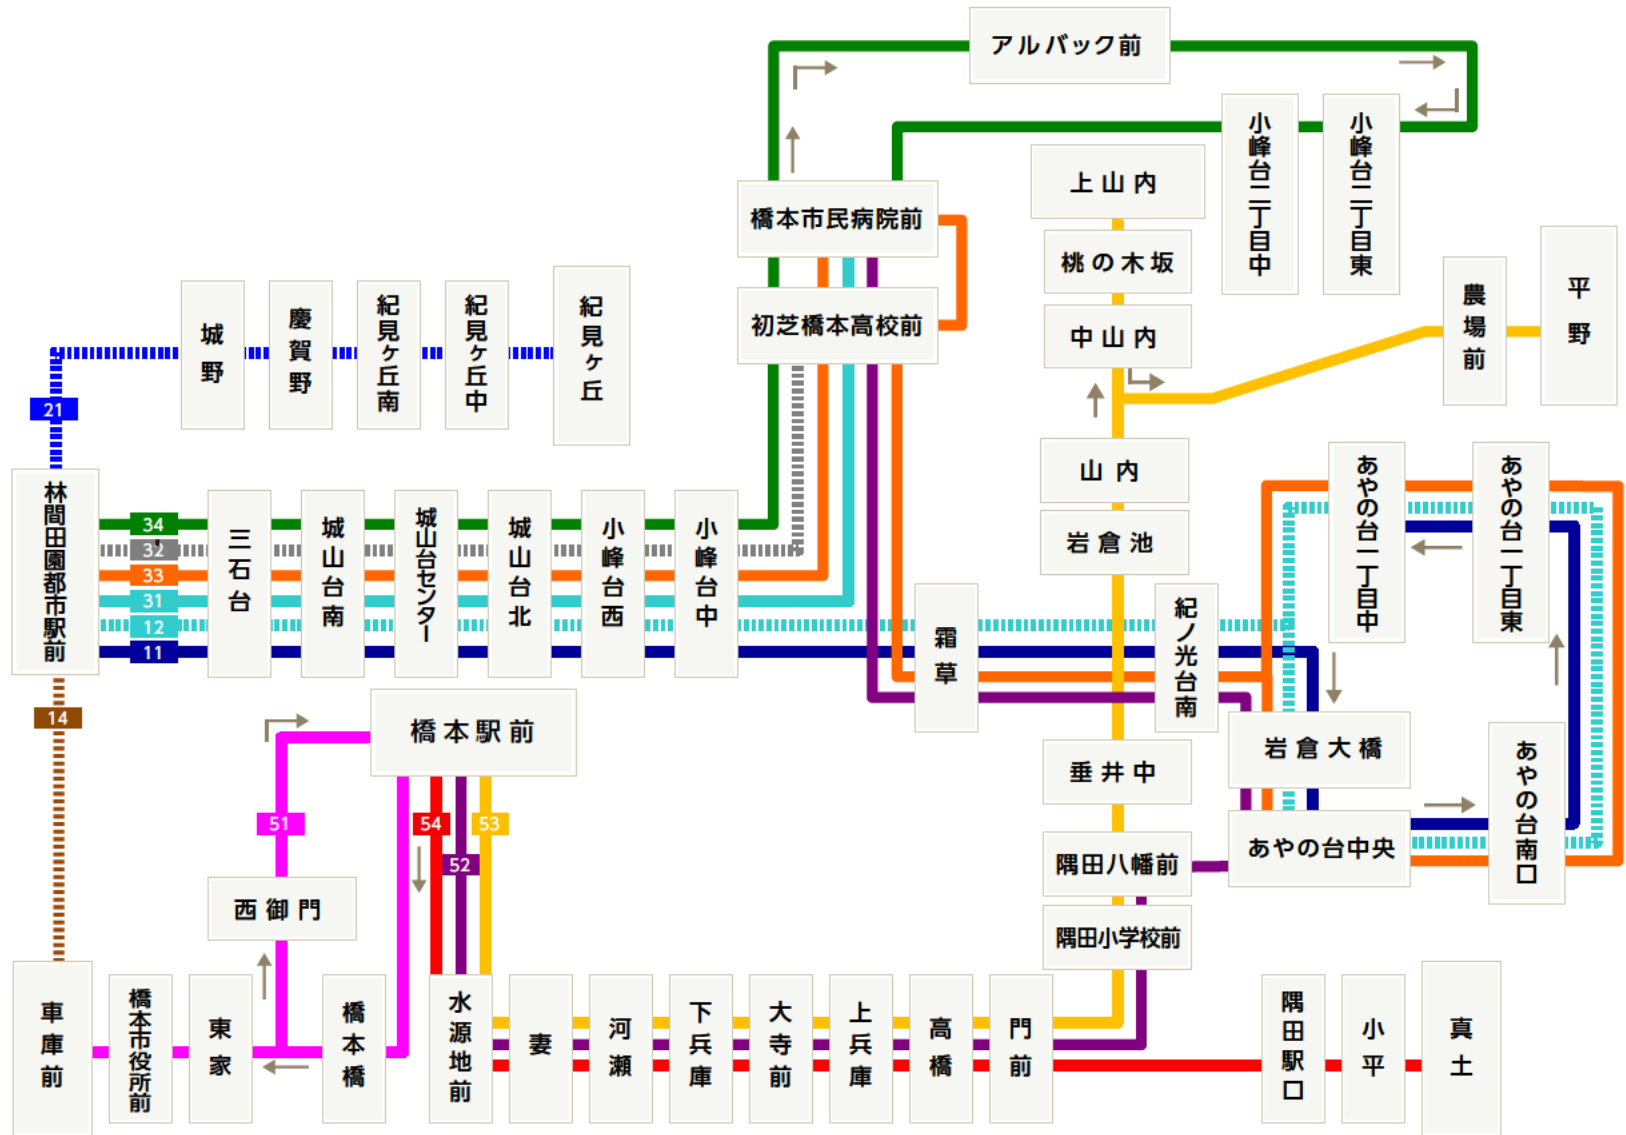 アルバック前
小峰台二丁目中
小峰台二丁目東
上山内
橋本市民病院前
桃の木坂
農場前
平野
城野
慶賀野
紀見ヶ丘南
紀見ヶ丘中
紀見ヶ丘
初芝橋本高校前
中山内
21
山内
あやの台一丁目中
あやの台一丁目東
林間田園都市駅前
34
32
33
31
12
11
三石台
城山台南
城山台センター
城山台北
小峰台西
小峰台中
岩倉池
霜草
紀ノ光台南
14
橋本駅前
岩倉大橋
あやの台南口
垂井中
51
54
53
52
隅田八幡前
あやの台中央
西御門
隅田小学校前
車庫前
橋本市役所前
東家
橋本橋
水源地前
妻
河瀬
下兵庫
大寺前
上兵庫
高橋
門前
隅田駅口
小平
真土